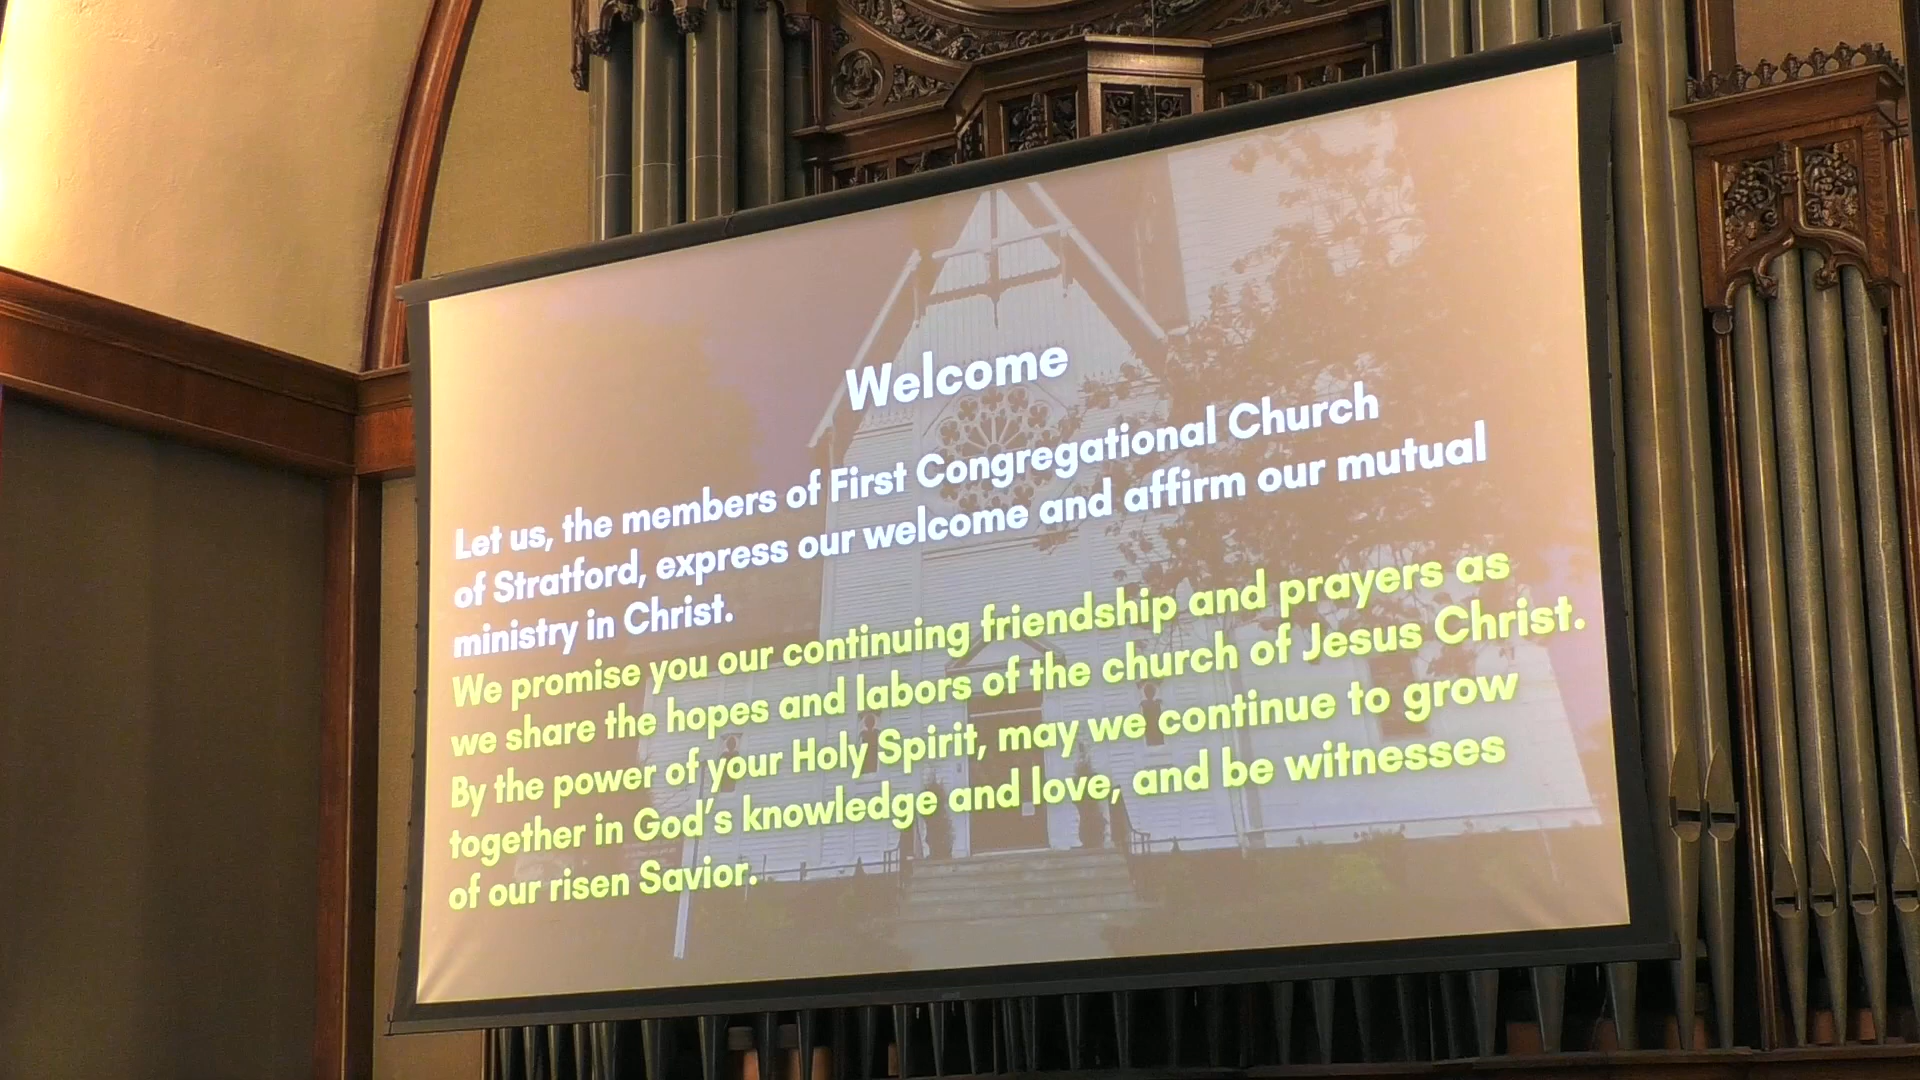 Welcome
Let us, the members of First Congregational Church
of Stratford, express our welcome and affirm our mutual
ministry in Christ.
We promise you our continuing friendship and prayers as
we share the hopes and labors of the church of Jesus Christ.
By the power of your Holy Spirit, may we continue to grow
together in God's knowledge and love, and be witnesses
of our risen Savior.